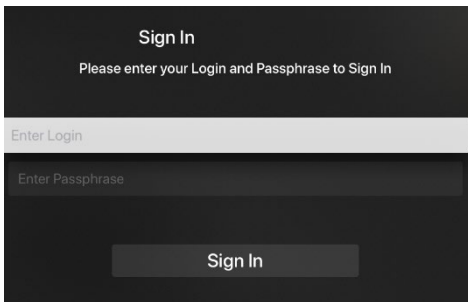 Sign In
Please enter your Login and Passphrase to Sign In
Enter Login
Enter Passphrase
Sign In